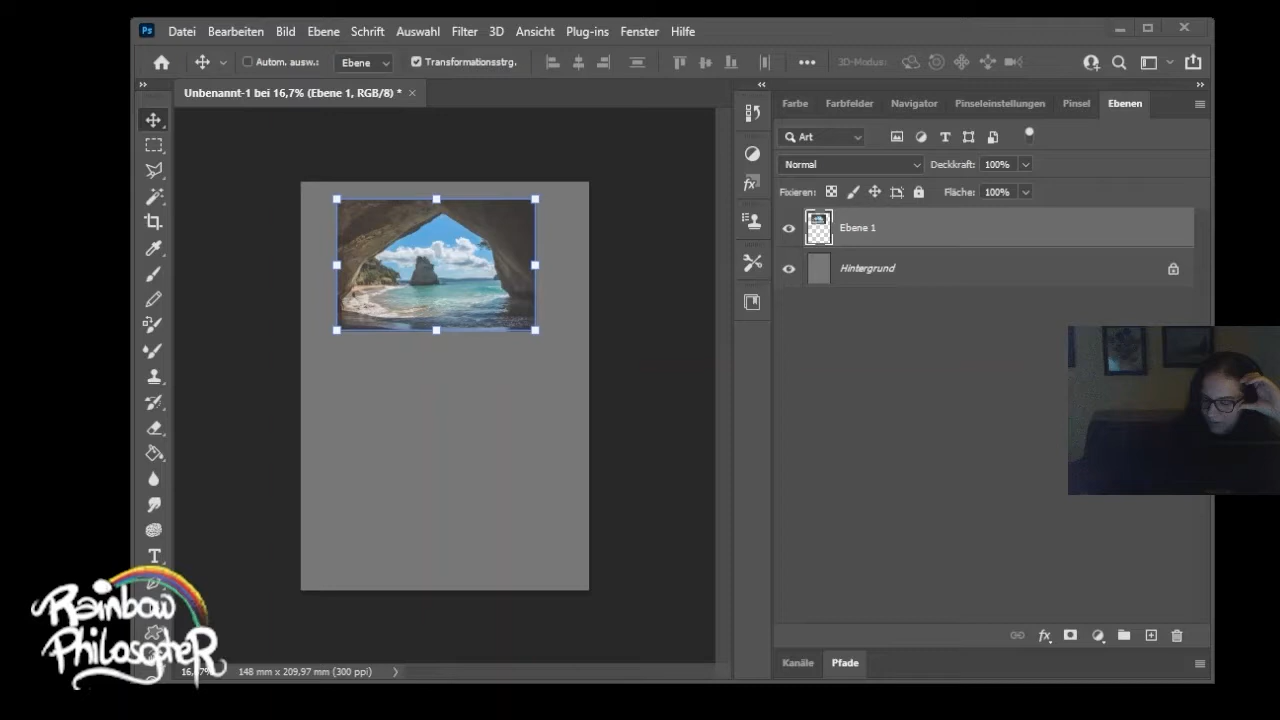 Ps Datei Bearbeiten Bild Ebene Schrift Auswahl Filter 3D Ansicht Plug-ins Fenster Hilfe
Autom. ausw.: Ebene Transformationsstrg. 3D-Modus:
Unbenannt-1 bei 16,7% (Ebene 1, RGB/8) *
Farbe Farbfelder Navigator Pinseleinstellungen Pinsel Ebenen
Art
Normal Deckkraft: 100%
Fixieren: Fläche: 100%
Ebene 1
Hintergrund
Rainbow
PhilosopheR
148 mm x 209,97 mm (300 ppi)
Kanäle Pfade